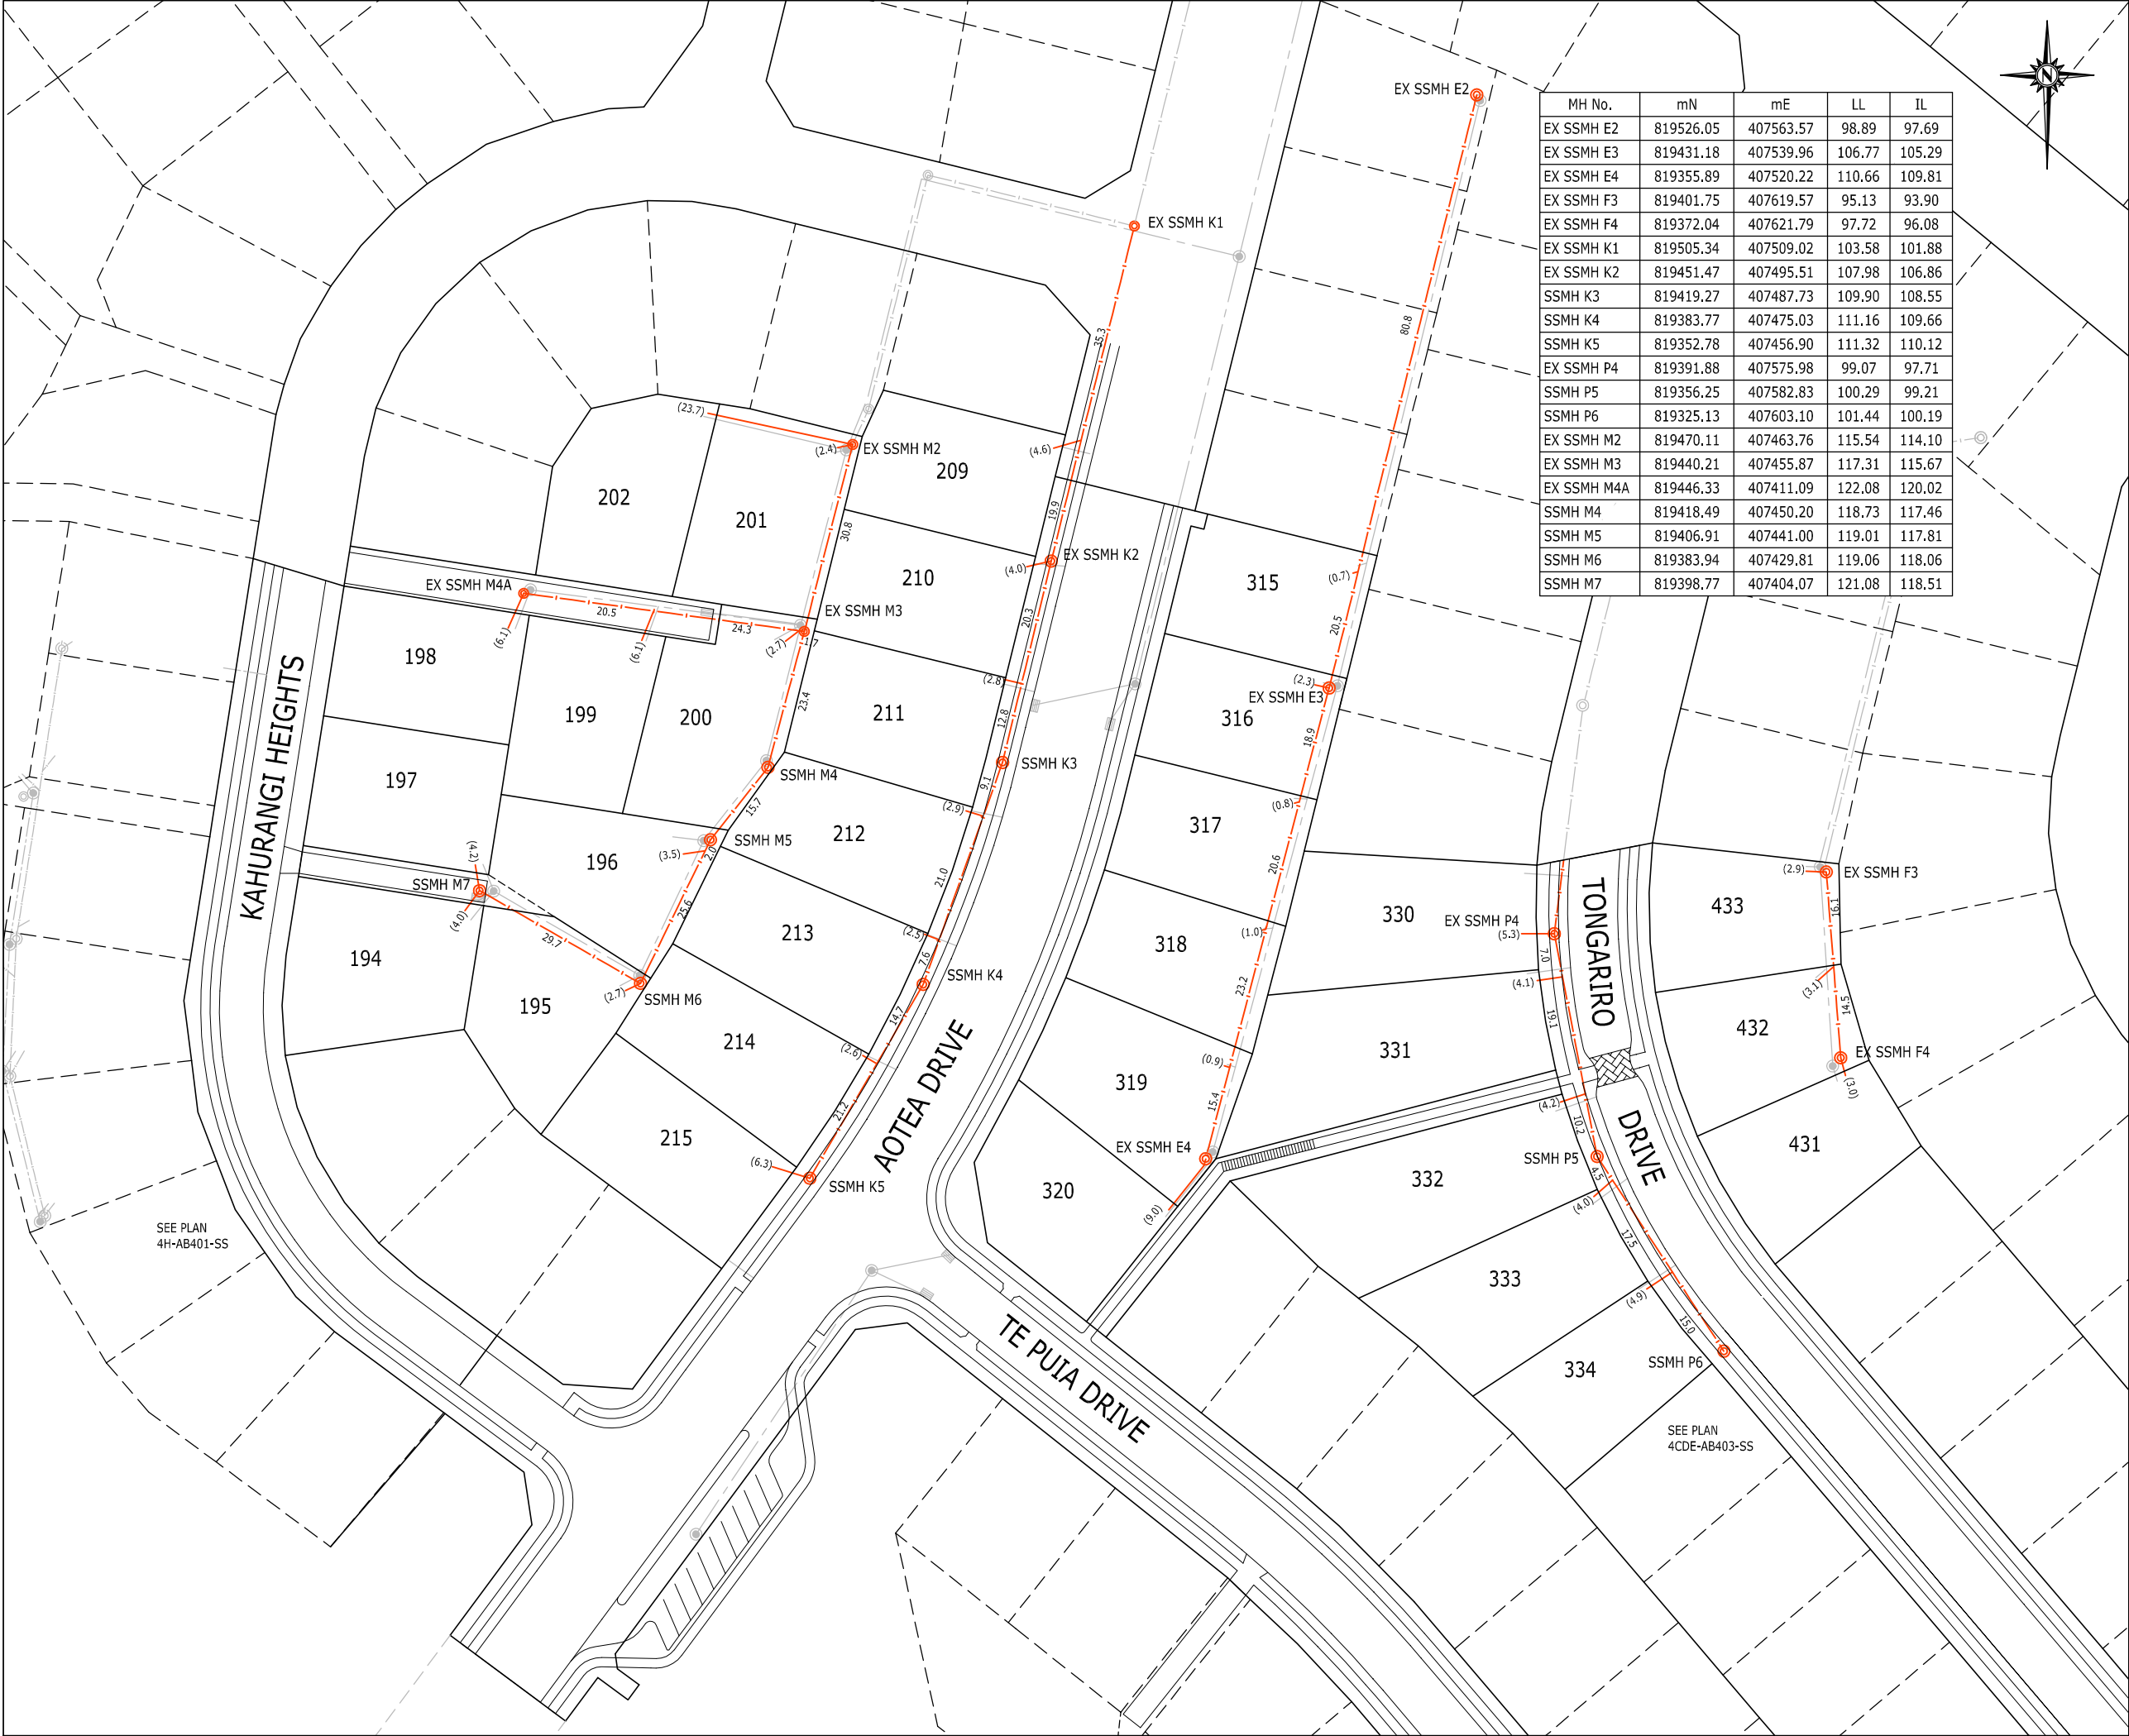 N
EX SSMH E2
MH No. mN mE LL IL
EX SSMH E2 819526.05 407563.57 98.89 97.69
EX SSMH E3 819431.18 407539.96 106.77 105.29
EX SSMH E4 819355.89 407520.22 110.66 109.81
EX SSMH F3 819401.75 407619.57 95.13 93.90
EX SSMH F4 819372.04 407621.79 97.72 96.08
EX SSMH K1 819505.34 407509.02 103.58 101.88
EX SSMH K2 819451.47 407495.51 107.98 106.86
SSMH K3 819419.27 407487.73 109.90 108.55
SSMH K4 819383.77 407475.03 111.16 109.66
SSMH K5 819352.78 407456.90 111.32 110.12
EX SSMH P4 819391.88 407575.98 99.07 97.71
SSMH P5 819356.25 407582.83 100.29 99.21
SSMH P6 819325.13 407603.10 101.44 100.19
EX SSMH M2 819470.11 407463.76 115.54 114.10
EX SSMH M3 819440.21 407455.87 117.31 115.67
EX SSMH M4A 819446.33 407411.09 122.08 120.02
SSMH M4 819418.49 407450.20 118.73 117.46
SSMH M5 819406.91 407441.00 119.01 117.81
SSMH M6 819383.94 407429.81 119.06 118.06
SSMH M7 819398.77 407404.07 121.08 118.51
EX SSMH K1
80.8
35.3
(23.7)
(2.4)
EX SSMH M2
(4.6)
209
202
201
19.9
30.8
EX SSMH K2
(4.0)
210
315
(0.7)
EX SSMH M4A
20.5
EX SSMH M3
24.3
1.7
(6.1)
(6.1)
(2.7)
20.3
20.5
198
(2.8)
(2.3)
EX SSMH E3
199
200
23.4
211
12.8
316
18.9
KAHURANGI HEIGHTS
197
SSMH M4
SSMH K3
9.1
15.7
(2.9)
(0.8)
317
212
SSMH M5
(3.5)
2.0
196
(4.2)
SSMH M7
(4.0)
21.0
20.6
(2.9)
EX SSMH F3
16.1
433
330
EX SSMH P4
(5.3)
TONGARIRO
25.6
213
(2.5)
(1.0)
318
29.7
7.6
7.0
194
SSMH K4
(4.1)
(3.1)
(2.7)
SSMH M6
195
23.2
14.5
14.7
19.1
432
214
(2.6)
331
EX SSMH F4
(0.9)
319
(3.0)
21.2
15.4
(4.2)
10.2
AOTEA DRIVE
215
EX SSMH E4
SSMH P5
DRIVE
431
(6.3)
SSMH K5
320
332
4.5
(4.0)
(9.0)
SEE PLAN
4H-AB401-SS
17.5
333
(4.9)
15.0
TE PUIA DRIVE
SSMH P6
334
SEE PLAN
4CDE-AB403-SS